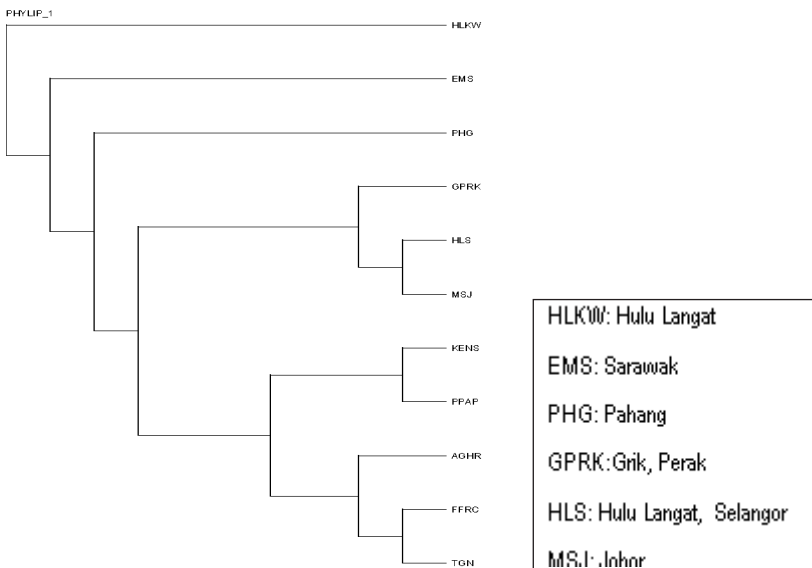 PHYLIP_1
HLKW
EMS
PHG
GPRK
HLS
MSJ
KENS
PPAP
AGHR
FFRC
TGN
HLKW: Hulu Langat
EMS: Sarawak
PHG: Pahang
GPRK:Grik, Perak
HLS: Hulu Langat, Selangor
MSJ: Johor